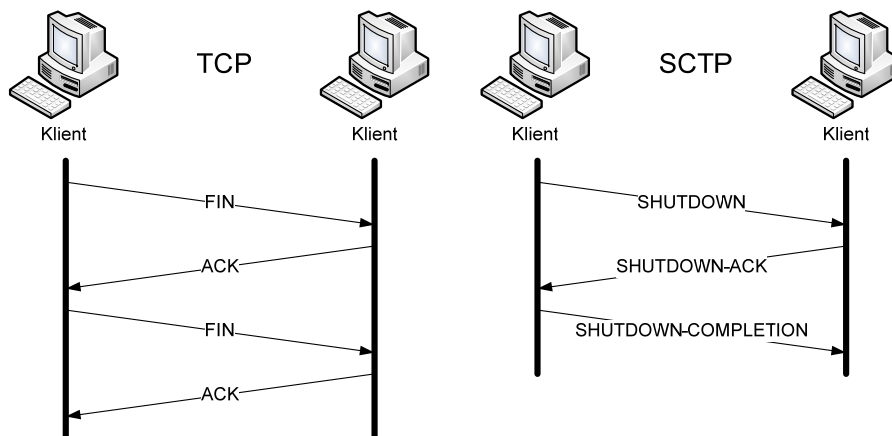 TCP
SCTP
Klient
Klient
Klient
Klient
FIN
ACK
FIN
ACK
SHUTDOWN
SHUTDOWN-ACK
SHUTDOWN-COMPLETION